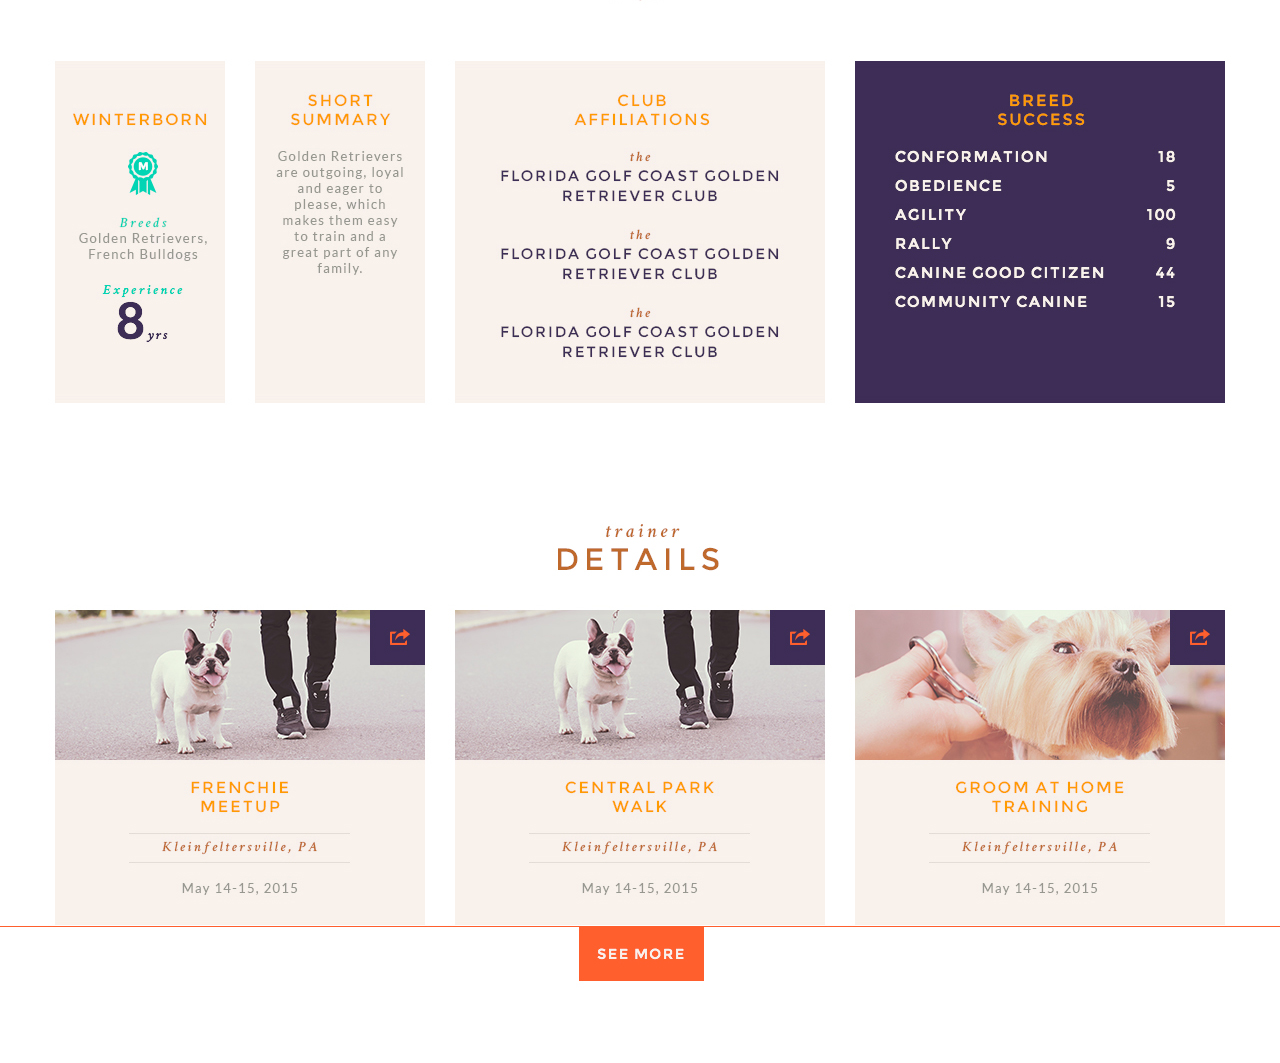 WINTERBORN
M
Breeds
Golden Retrievers,
French Bulldogs
Experience
8 yrs
SHORT
SUMMARY
Golden Retrievers
are outgoing, loyal
and eager to
please, which
makes them easy
to train and a
great part of any
family.
CLUB
AFFILIATIONS
the
FLORIDA GOLF COAST GOLDEN
RETRIEVER CLUB
the
FLORIDA GOLF COAST GOLDEN
RETRIEVER CLUB
the
FLORIDA GOLF COAST GOLDEN
RETRIEVER CLUB
BREED
SUCCESS
CONFORMATION 18
OBEDIENCE 5
AGILITY 100
RALLY 9
CANINE GOOD CITIZEN 44
COMMUNITY CANINE 15
trainer
DETAILS
FRENCHIE
MEETUP
Kleinfeltersville, PA
May 14-15, 2015
CENTRAL PARK
WALK
Kleinfeltersville, PA
May 14-15, 2015
GROOM AT HOME
TRAINING
Kleinfeltersville, PA
May 14-15, 2015
SEE MORE